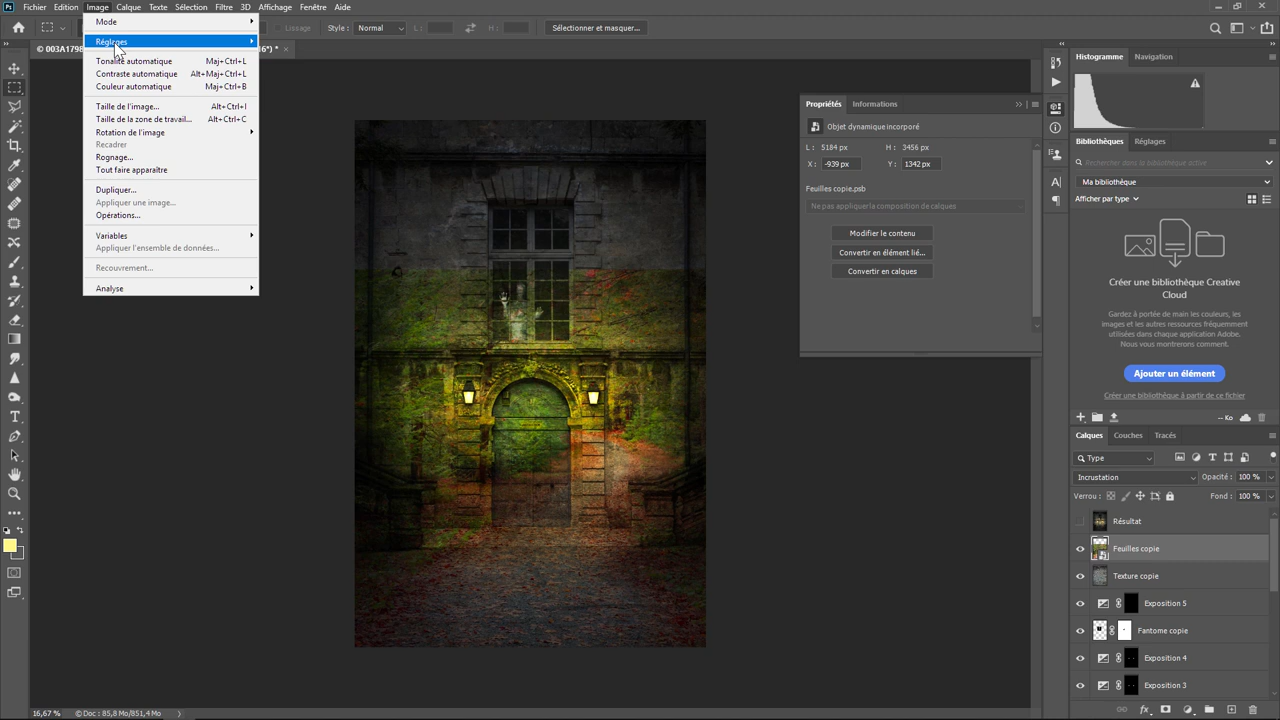 Fichier Edition Image Calque Texte Sélection Filtre 3D Affichage Fenêtre Aide
Lissage Style : Normal L : H : Sélectionner et masquer...
© 003A1798 16*) * ×
Mode
Réglages
Tonalité automatique Maj+Ctrl+L
Contraste automatique Alt+Maj+Ctrl+L
Couleur automatique Maj+Ctrl+B
Taille de l'image... Alt+Ctrl+I
Taille de la zone de travail... Alt+Ctrl+C
Rotation de l'image
Recadrer
Rognage...
Tout faire apparaître
Dupliquer...
Appliquer une image...
Opérations...
Variables
Appliquer l'ensemble de données...
Recouvrement...
Analyse
Propriétés Informations
Objet dynamique incorporé
L : 5184 px H : 3456 px
X : -939 px Y : 1342 px
Feuilles copie.psb
Ne pas appliquer la composition de calques
Modifier le contenu
Convertir en élément lié...
Convertir en calques
Histogramme Navigation
Bibliothèques Réglages
Rechercher dans la bibliothèque active
Ma bibliothèque
Afficher par type
Créer une bibliothèque Creative
Cloud
Gardez à portée de main les couleurs, les
images et les autres ressources fréquemment
utilisées dans chaque application Adobe.
Nous vous montrerons comment.
Ajouter un élément
Créer une bibliothèque à partir de ce fichier
-- Ko
Calques Couches Tracés
Type
Incrustation Opacité : 100 %
Verrou : Fond : 100 %
Résultat
Feuilles copie
Texture copie
Exposition 5
Fantome copie
Exposition 4
Exposition 3
16,67 % Doc : 85,8 Mo/851,4 Mo